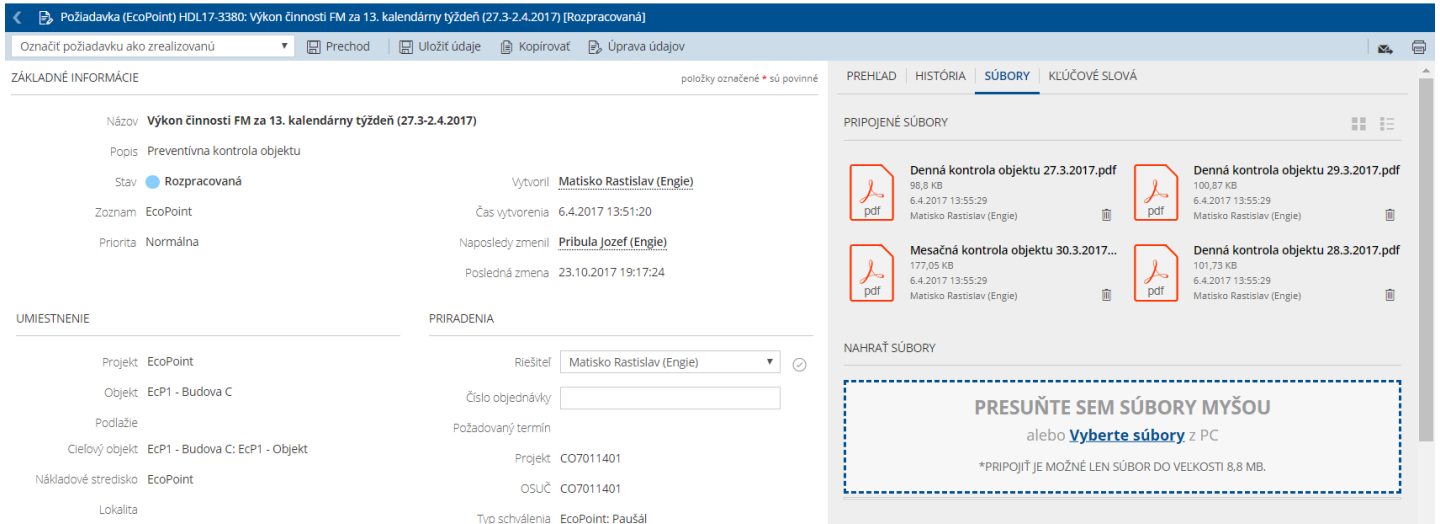 Požiadavka (EcoPoint) HDL17-3380: Výkon činnosti FM za 13. kalendárny týždeň (27.3-2.4.2017) [Rozpracovaná]
Označiť požiadavku ako zrealizovanú Prechod Uložiť údaje Kopírovať Úprava údajov
ZÁKLADNÉ INFORMÁCIE položky označené * sú povinné
Názov Výkon činnosti FM za 13. kalendárny týždeň (27.3-2.4.2017)
Popis Preventívna kontrola objektu
Stav Rozpracovaná Vytvoril Matisko Rastislav (Engie)
Zoznam EcoPoint Čas vytvorenia 6.4.2017 13:51:20
Priorita Normálna Naposledy zmenil Pribula Jozef (Engie)
Posledná zmena 23.10.2017 19:17:24
UMIESTNENIE
Projekt EcoPoint
Objekt EcP1 - Budova C
Podlažie
Cieľový objekt EcP1 - Budova C: EcP1 - Objekt
Nákladové stredisko EcoPoint
Lokalita
PRIRADENIA
Riešiteľ Matisko Rastislav (Engie)
Číslo objednávky
Požadovaný termín
Projekt CO7011401
OSUČ CO7011401
Typ schválenia EcoPoint: Paušál
PREHĽAD HISTÓRIA SÚBORY KĽÚČOVÉ SLOVÁ
PRIPOJENÉ SÚBORY
Denná kontrola objektu 27.3.2017.pdf
98,8 KB
6.4.2017 13:55:29
Matisko Rastislav (Engie)
pdf
Denná kontrola objektu 29.3.2017.pdf
100,87 KB
6.4.2017 13:55:29
Matisko Rastislav (Engie)
pdf
Mesačná kontrola objektu 30.3.2017...
177,05 KB
6.4.2017 13:55:29
Matisko Rastislav (Engie)
pdf
Denná kontrola objektu 28.3.2017.pdf
101,73 KB
6.4.2017 13:55:29
Matisko Rastislav (Engie)
pdf
NAHRAŤ SÚBORY
PRESUŇTE SEM SÚBORY MYŠOU
alebo Vyberte súbory z PC
*PRIPOJIŤ JE MOŽNÉ LEN SÚBOR DO VEĽKOSTI 8,8 MB.